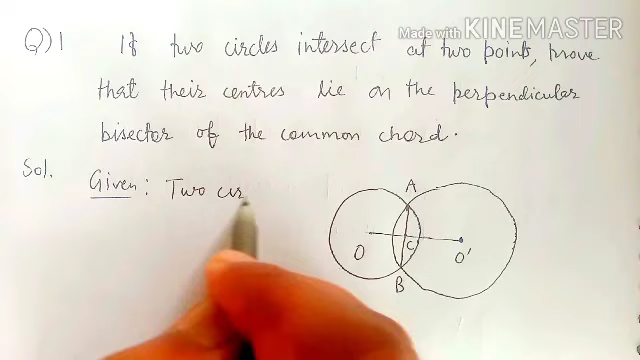 Made with KINEMASTER
Q)1 If two circles intersect at two points, prove
that their centres lie on the perpendicular
bisector of the common chord.
Sol.
Given : Two cir
A
O C O'
B